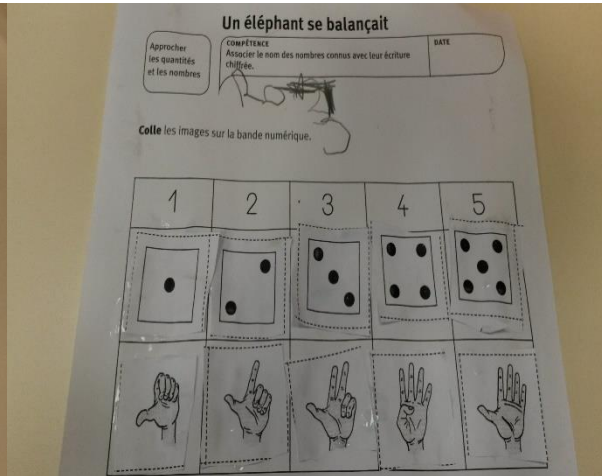 Un éléphant se balançait
Approcher
les quantités
et les nombres
COMPÉTENCE
Associer le nom des nombres connus avec leur écriture
chiffrée.
DATE
Colle les images sur la bande numérique.
1 2 3 4 5